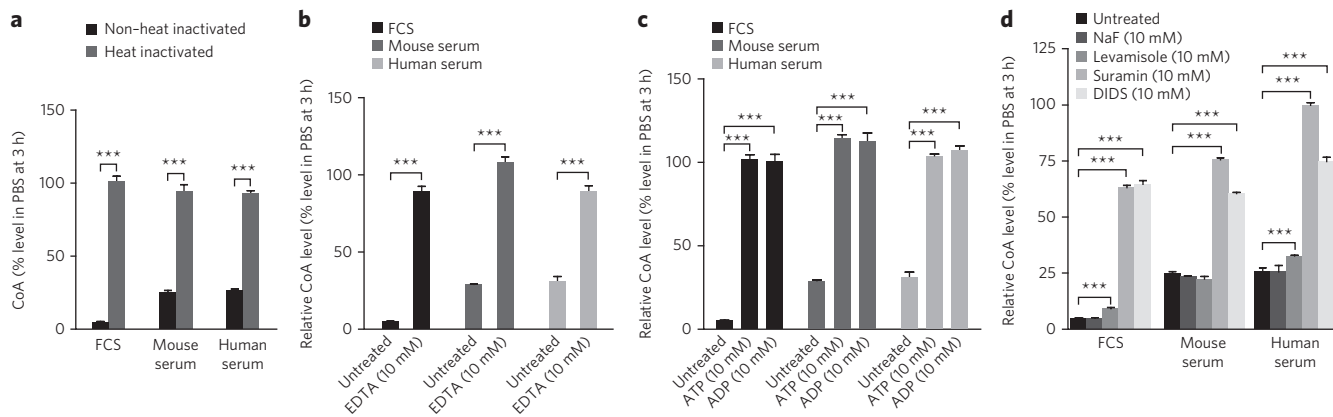 a
Non-heat inactivated
Heat inactivated
CoA (% level in PBS at 3 h)
150
100
50
0
***
***
***
FCS
Mouse
serum
Human
serum
b
FCS
Mouse serum
Human serum
Relative CoA level (% level in PBS at 3 h)
150
100
50
0
***
***
***
Untreated
EDTA (10 mM)
Untreated
EDTA (10 mM)
Untreated
EDTA (10 mM)
c
FCS
Mouse serum
Human serum
Relative CoA level (% level in PBS at 3 h)
150
100
50
0
***
***
***
***
***
***
Untreated
ATP (10 mM)
ADP (10 mM)
Untreated
ATP (10 mM)
ADP (10 mM)
Untreated
ATP (10 mM)
ADP (10 mM)
d
Untreated
NaF (10 mM)
Levamisole (10 mM)
Suramin (10 mM)
DIDS (10 mM)
Relative CoA level (% level in PBS at 3 h)
125
100
75
50
25
0
***
***
***
***
***
***
***
***
FCS
Mouse
serum
Human
serum